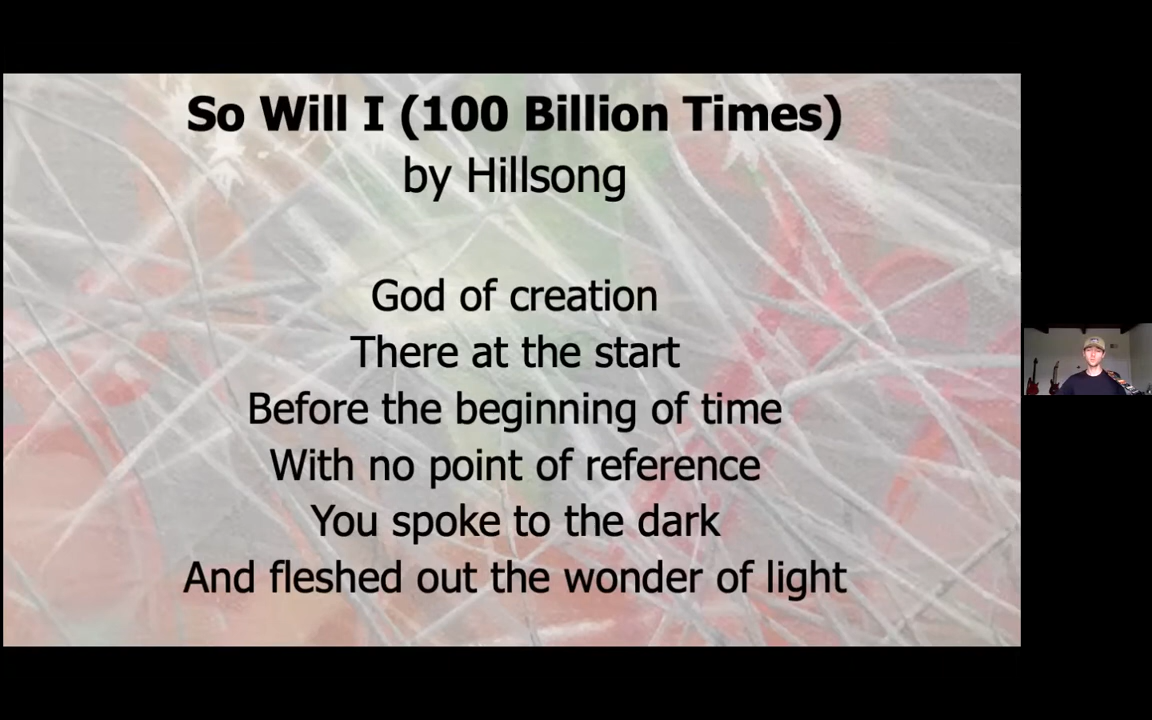 So Will I (100 Billion Times)
by Hillsong
God of creation
There at the start
Before the beginning of time
With no point of reference
You spoke to the dark
And fleshed out the wonder of light